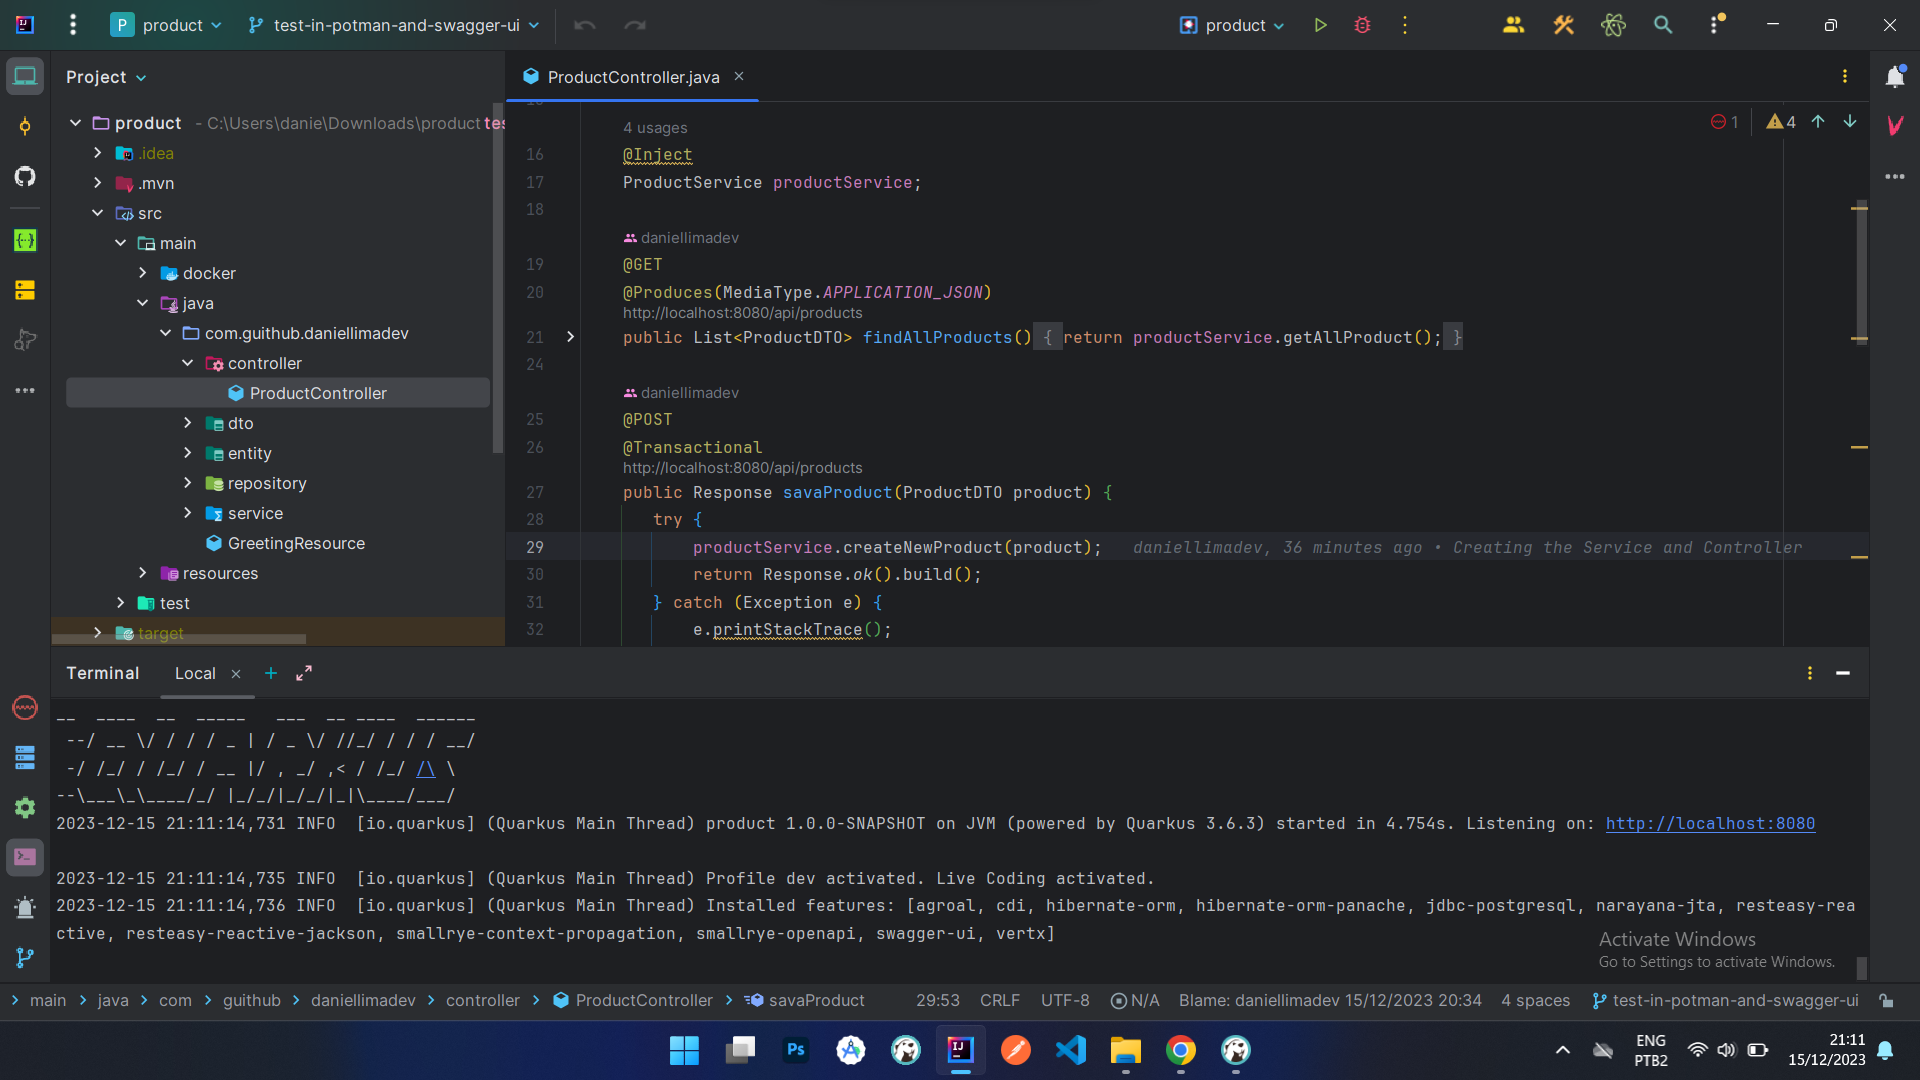 P product test-in-potman-and-swagger-ui product
Project
product - C:\Users\danie\Downloads\product tes
.idea
.mvn
src
main
docker
java
com.guithub.daniellimadev
controller
ProductController
dto
entity
repository
service
GreetingResource
resources
test
target
ProductController.java
1 4
4 usages
16 @Inject
17 ProductService productService;
18
daniellimadev
19 @GET
20 @Produces(MediaType.APPLICATION_JSON)
http://localhost:8080/api/products
21 public List<ProductDTO> findAllProducts() { return productService.getAllProduct(); }
24
daniellimadev
25 @POST
26 @Transactional
http://localhost:8080/api/products
27 public Response savaProduct(ProductDTO product) {
28 try {
29 productService.createNewProduct(product); daniellimadev, 36 minutes ago • Creating the Service and Controller
30 return Response.ok().build();
31 } catch (Exception e) {
32 e.printStackTrace();
Terminal Local
__  ____  __  _____   ___  __ ____  ______
 --/ __ \/ / / / _ | / _ \/ //_/ / / / __/
 -/ /_/ / /_/ / __ |/ , _/ ,< / /_/ /\ \
--\___\_\____/_/ |_/_/|_/_/|_|\____/___/
2023-12-15 21:11:14,731 INFO  [io.quarkus] (Quarkus Main Thread) product 1.0.0-SNAPSHOT on JVM (powered by Quarkus 3.6.3) started in 4.754s. Listening on: http://localhost:8080
2023-12-15 21:11:14,735 INFO  [io.quarkus] (Quarkus Main Thread) Profile dev activated. Live Coding activated.
2023-12-15 21:11:14,736 INFO  [io.quarkus] (Quarkus Main Thread) Installed features: [agroal, cdi, hibernate-orm, hibernate-orm-panache, jdbc-postgresql, narayana-jta, resteasy-rea
ctive, resteasy-reactive-jackson, smallrye-context-propagation, smallrye-openapi, swagger-ui, vertx]
Activate Windows
Go to Settings to activate Windows.
main java com guithub daniellimadev controller ProductController savaProduct 29:53 CRLF UTF-8 N/A Blame: daniellimadev 15/12/2023 20:34 4 spaces test-in-potman-and-swagger-ui
Ps
IJ
ENG
PTB2
21:11
15/12/2023